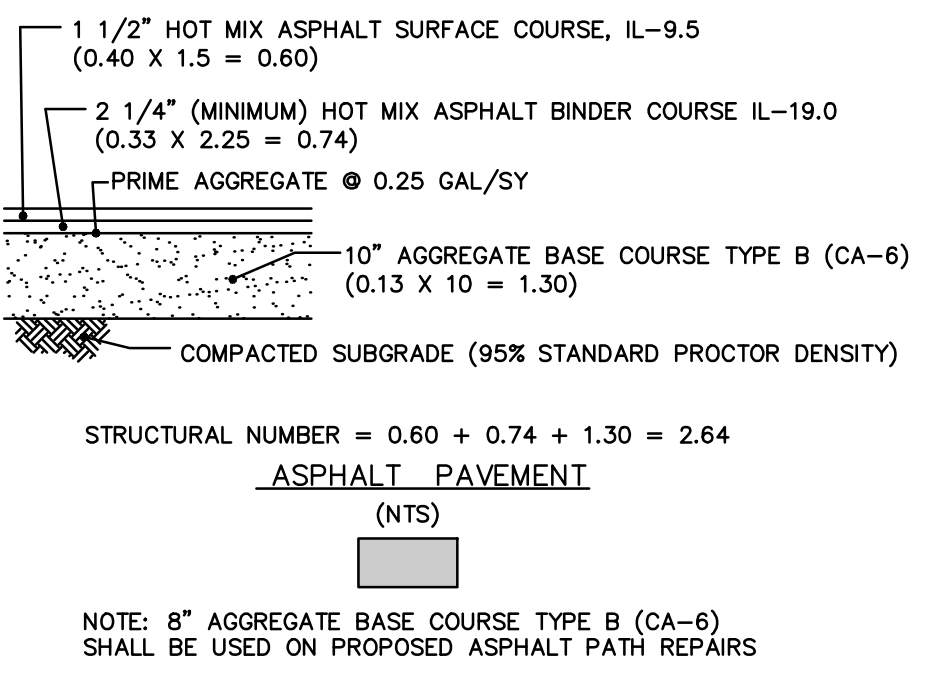 1 1/2" HOT MIX ASPHALT SURFACE COURSE, IL-9.5
(0.40 X 1.5 = 0.60)
2 1/4" (MINIMUM) HOT MIX ASPHALT BINDER COURSE IL-19.0
(0.33 X 2.25 = 0.74)
PRIME AGGREGATE @ 0.25 GAL/SY
10" AGGREGATE BASE COURSE TYPE B (CA-6)
(0.13 X 10 = 1.30)
COMPACTED SUBGRADE (95% STANDARD PROCTOR DENSITY)
STRUCTURAL NUMBER = 0.60 + 0.74 + 1.30 = 2.64
ASPHALT PAVEMENT
(NTS)
NOTE: 8" AGGREGATE BASE COURSE TYPE B (CA-6)
SHALL BE USED ON PROPOSED ASPHALT PATH REPAIRS